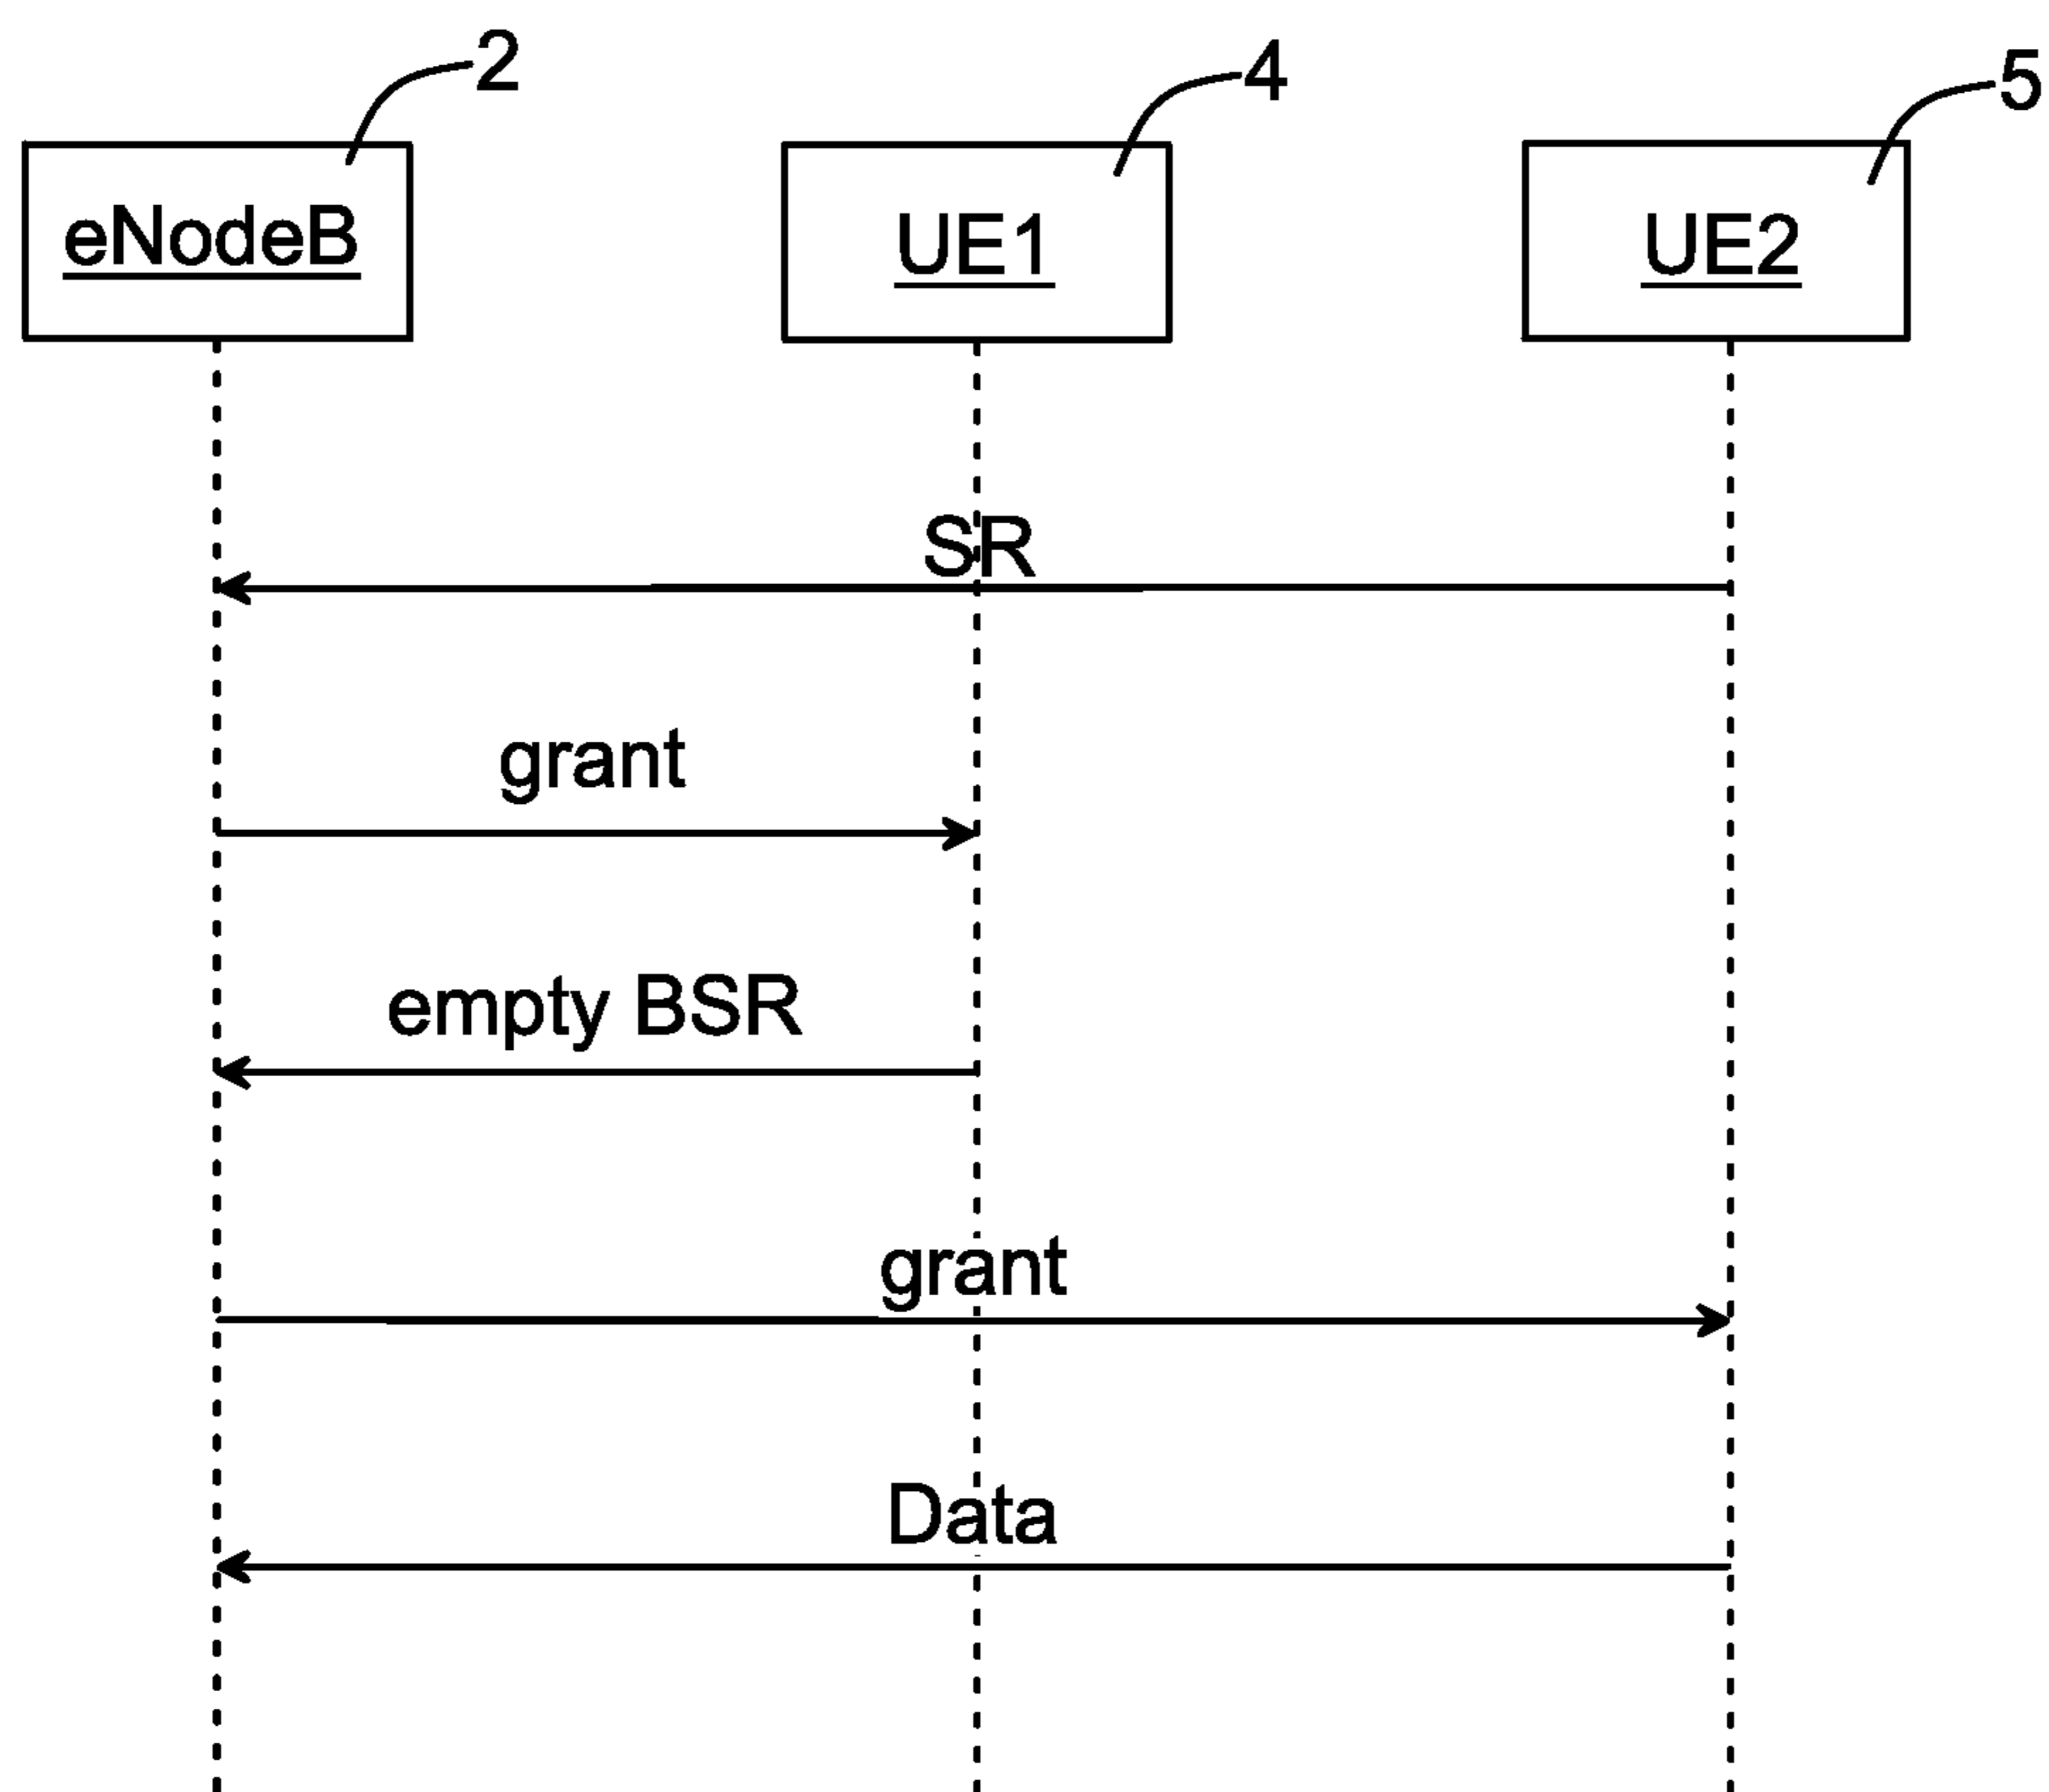 2
4
5
eNodeB
UE1
UE2
SR
grant
empty BSR
grant
Data